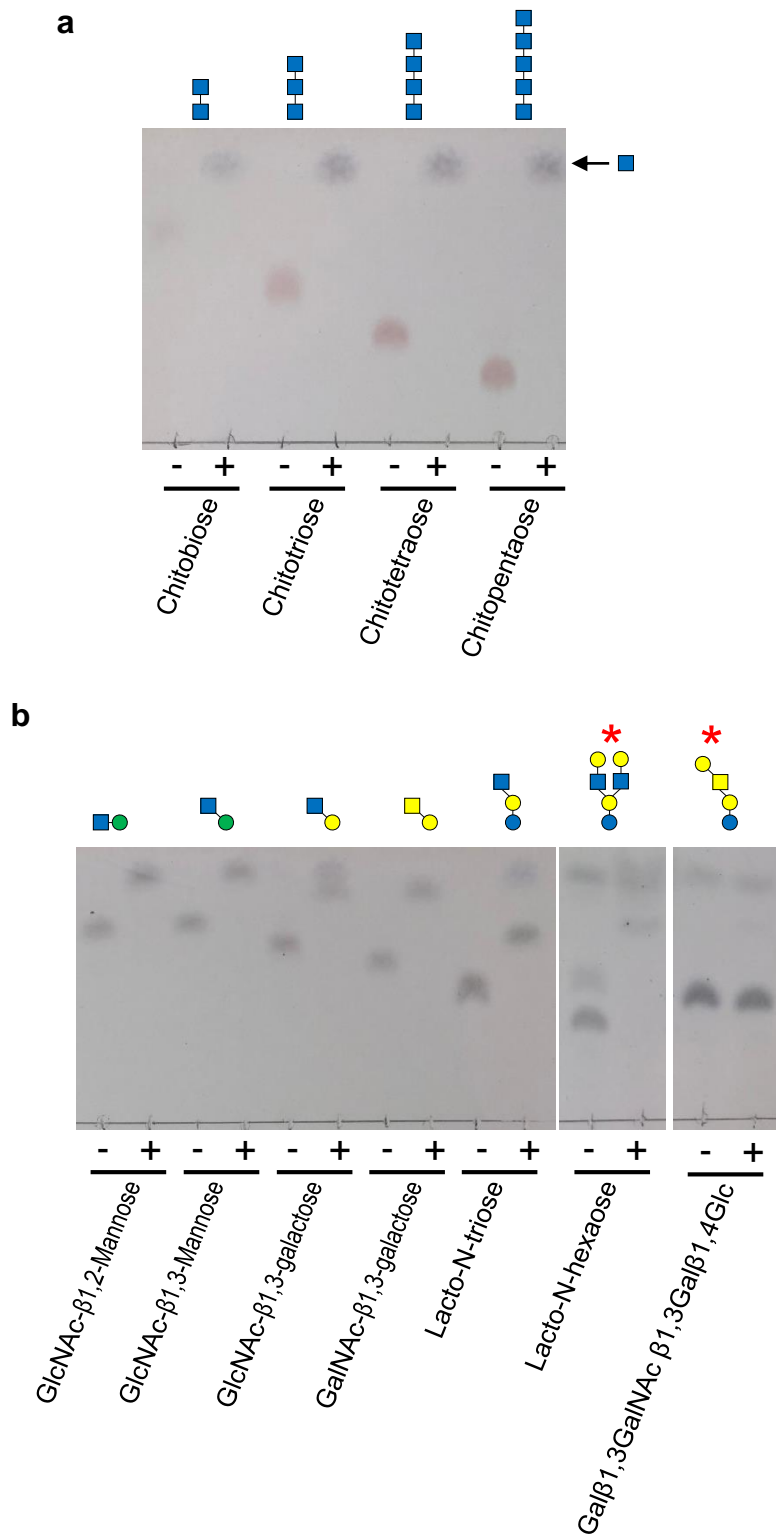 a
- + - + - + - +
Chitobiose
Chitotriose
Chitotetraose
Chitopentaose
b
* *
- + - + - + - + - + - + - +
GlcNAc-β1,2-Mannose
GlcNAc-β1,3-Mannose
GlcNAc-β1,3-galactose
GalNAc-β1,3-galactose
Lacto-N-triose
Lacto-N-hexaose
Galβ1,3GalNAc β1,3Galβ1,4Glc